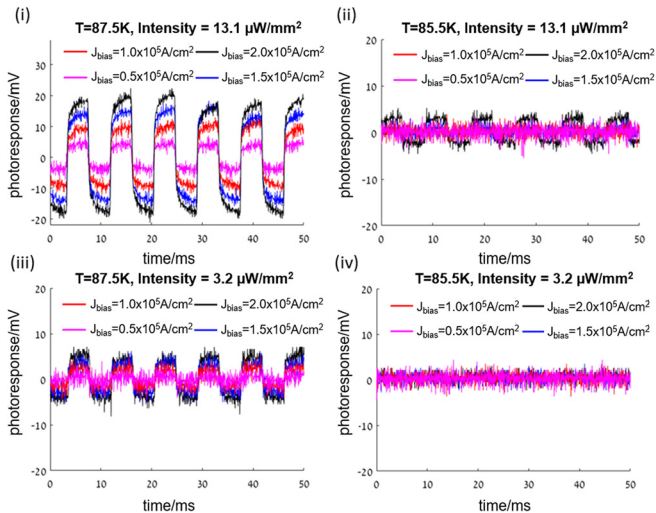 (i)
T=87.5K, Intensity = 13.1 µW/mm²
J_bias=1.0x10⁵A/cm² J_bias=2.0x10⁵A/cm²
J_bias=0.5x10⁵A/cm² J_bias=1.5x10⁵A/cm²
photoresponse/mV
40
30
20
10
0
-10
-20
0 10 20 30 40 50
time/ms
(ii)
T=85.5K, Intensity = 13.1 µW/mm²
J_bias=1.0x10⁵A/cm² J_bias=2.0x10⁵A/cm²
J_bias=0.5x10⁵A/cm² J_bias=1.5x10⁵A/cm²
photoresponse/mV
20
10
0
-10
-20
0 10 20 30 40 50
time/ms
(iii)
T=87.5K, Intensity = 3.2 µW/mm²
J_bias=1.0x10⁵A/cm² J_bias=2.0x10⁵A/cm²
J_bias=0.5x10⁵A/cm² J_bias=1.5x10⁵A/cm²
photoresponse/mV
20
10
0
-10
-20
0 10 20 30 40 50
time/ms
(iv)
T=85.5K, Intensity = 3.2 µW/mm²
J_bias=1.0x10⁵A/cm² J_bias=2.0x10⁵A/cm²
J_bias=0.5x10⁵A/cm² J_bias=1.5x10⁵A/cm²
photoresponse/mV
20
10
0
-10
-20
0 10 20 30 40 50
time/ms